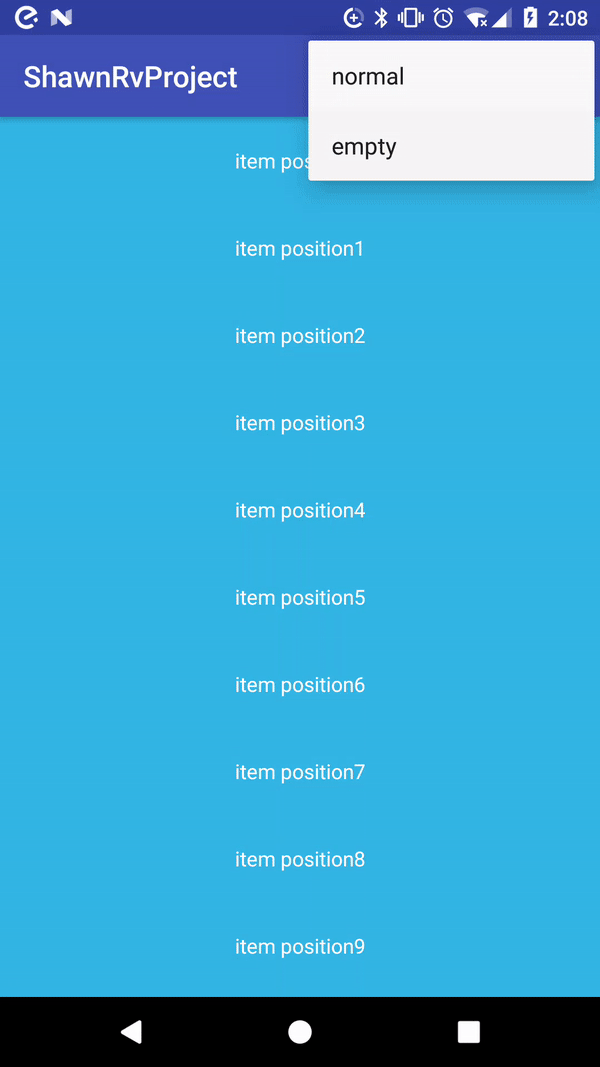 2:08
ShawnRvProject
normal
empty
item pos
item position1
item position2
item position3
item position4
item position5
item position6
item position7
item position8
item position9